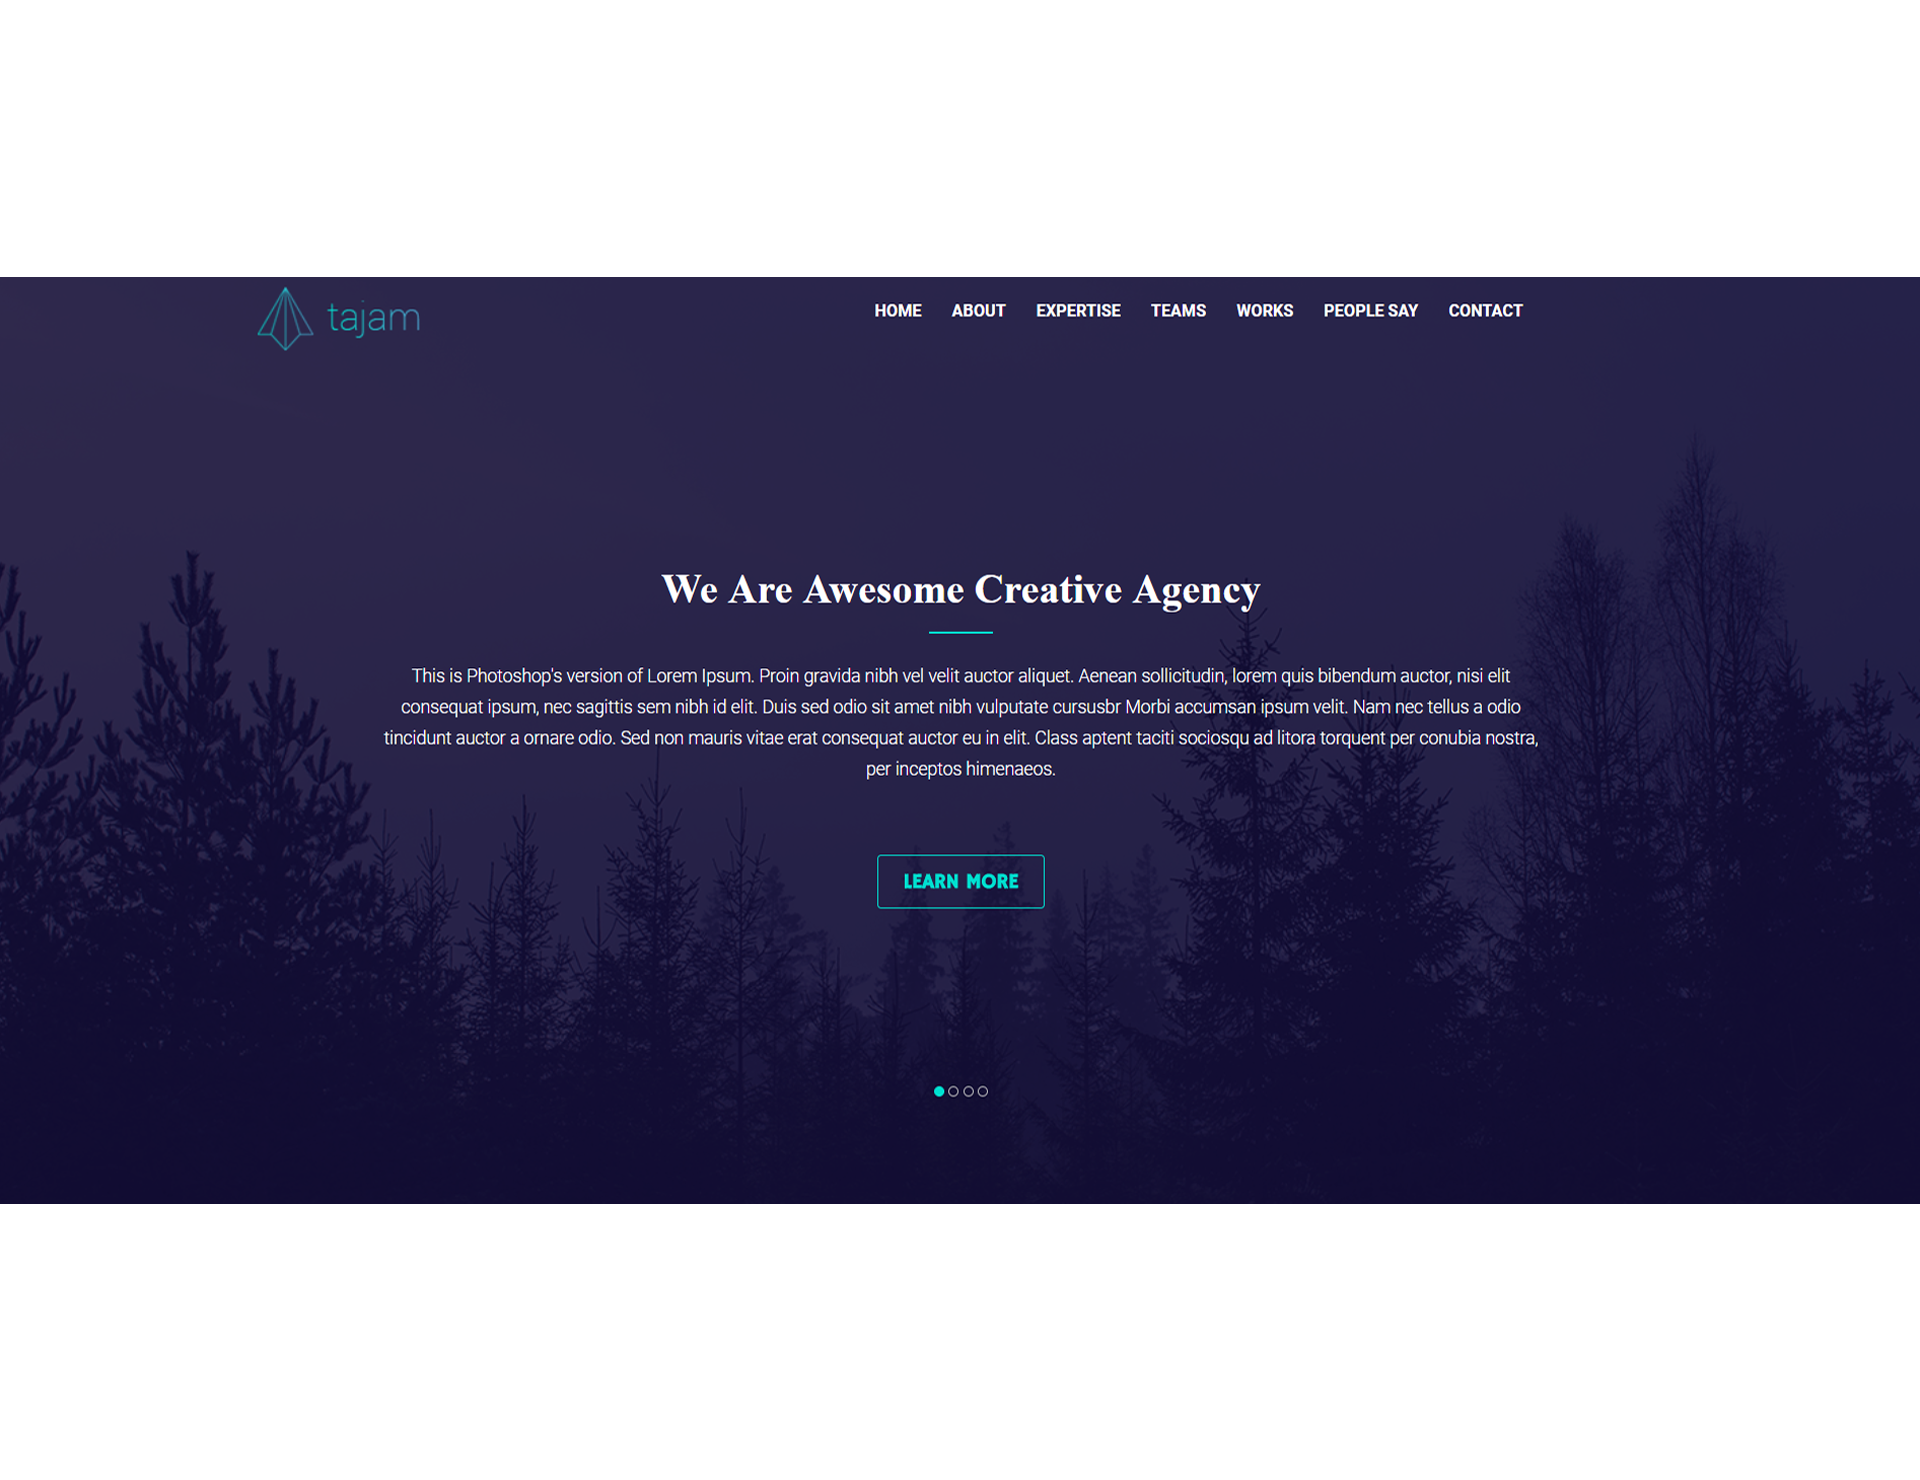 tajam
HOME ABOUT EXPERTISE TEAMS WORKS PEOPLE SAY CONTACT
We Are Awesome Creative Agency
This is Photoshop's version of Lorem Ipsum. Proin gravida nibh vel velit auctor aliquet. Aenean sollicitudin, lorem quis bibendum auctor, nisi elit
consequat ipsum, nec sagittis sem nibh id elit. Duis sed odio sit amet nibh vulputate cursusbr Morbi accumsan ipsum velit. Nam nec tellus a odio
tincidunt auctor a ornare odio. Sed non mauris vitae erat consequat auctor eu in elit. Class aptent taciti sociosqu ad litora torquent per conubia nostra,
per inceptos himenaeos.
LEARN MORE